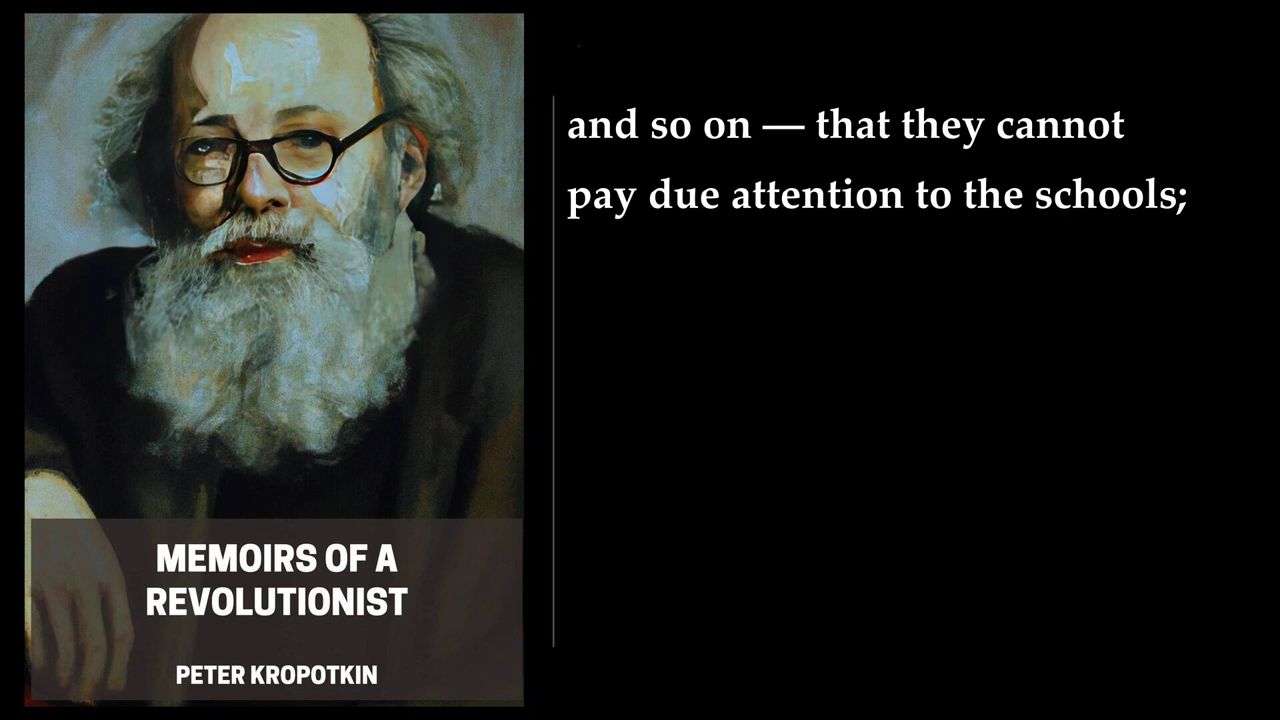 MEMOIRS OF A
REVOLUTIONIST
PETER KROPOTKIN
and so on — that they cannot
pay due attention to the schools;